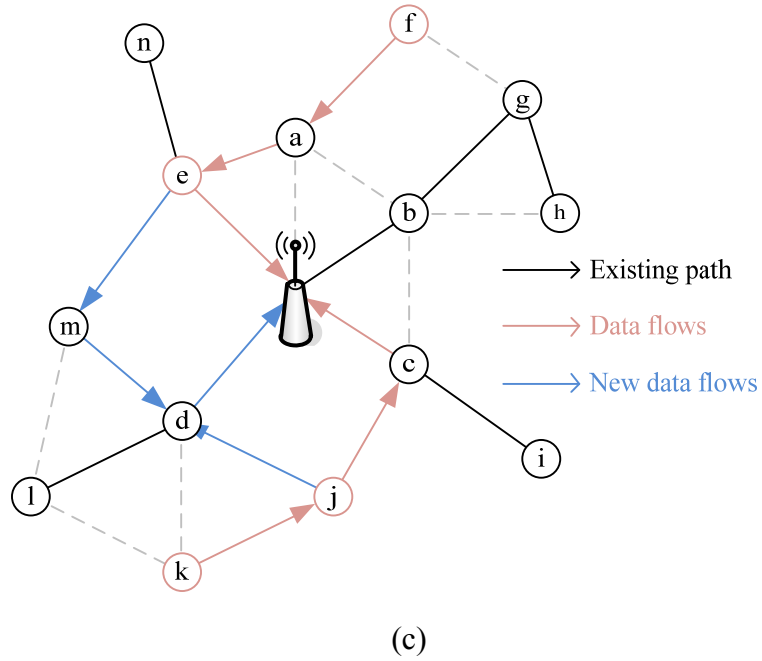 f
n
g
a
e
b
h
Existing path
m
Data flows
c
New data flows
d
i
l
j
k
(c)